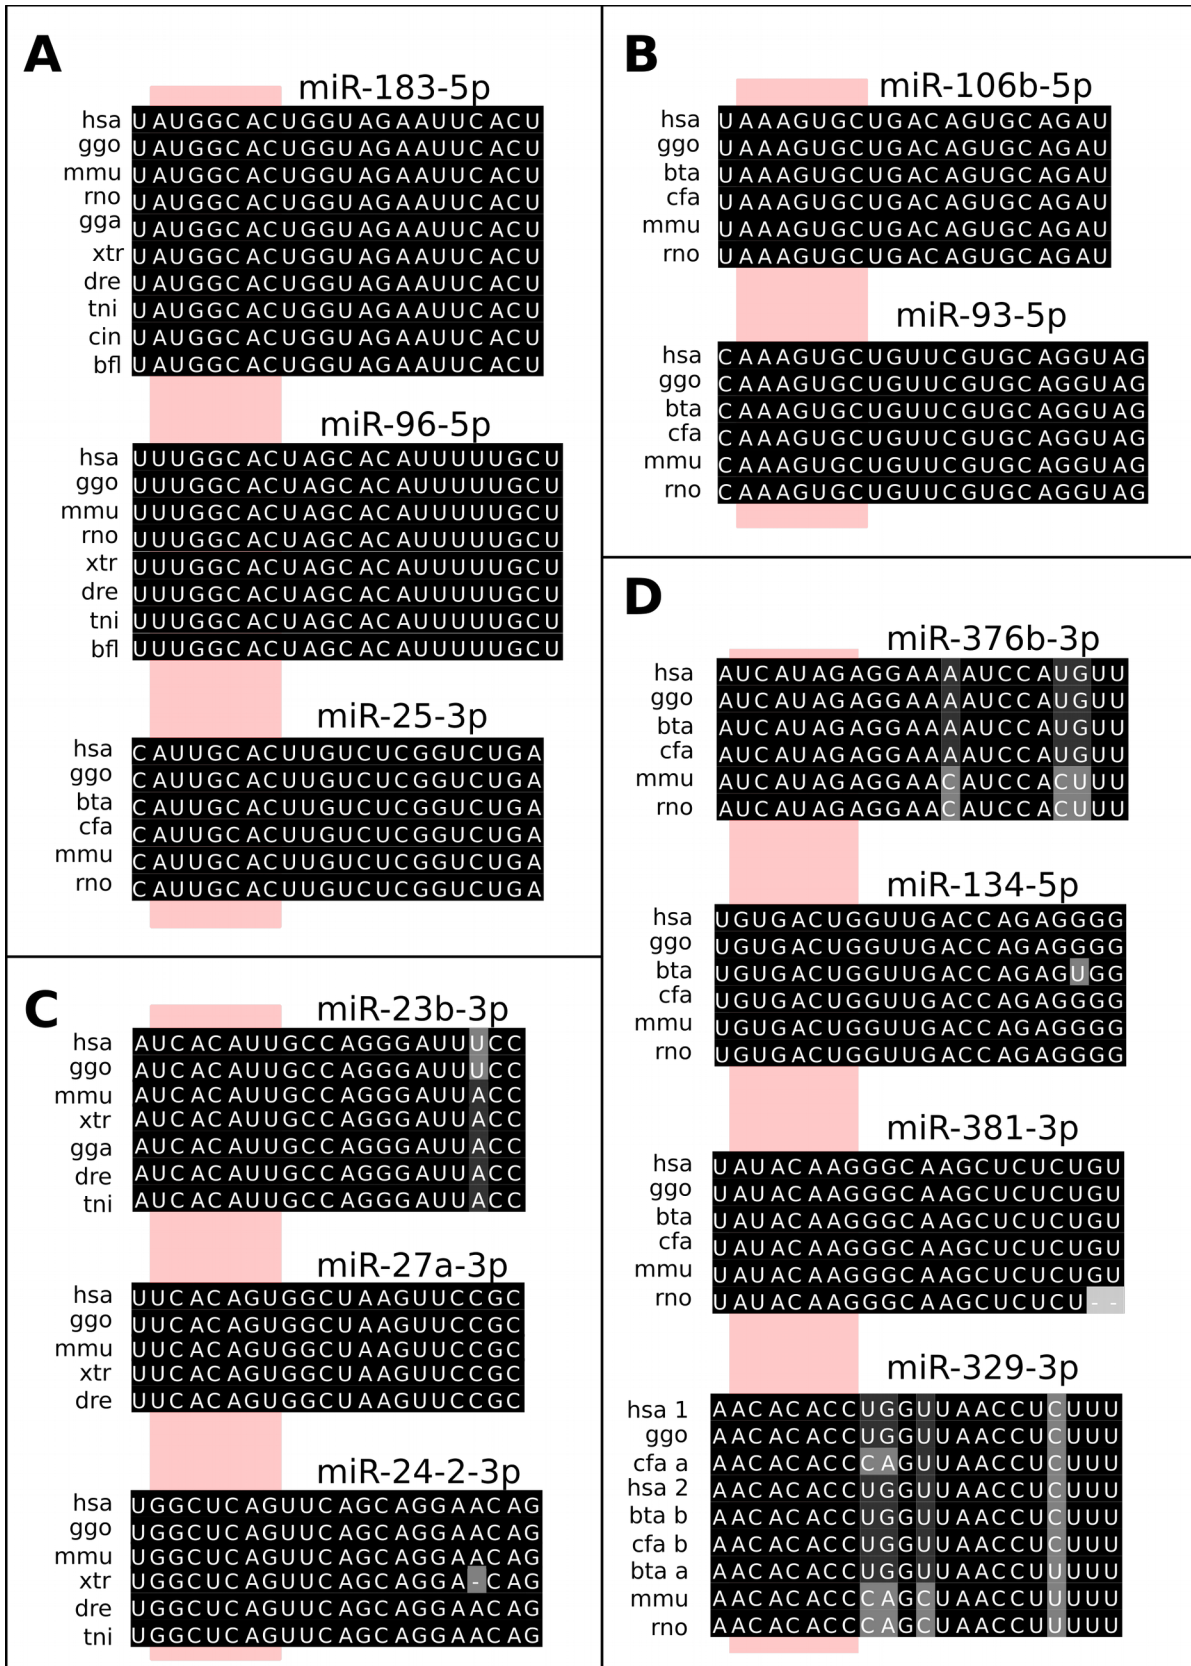 A
miR-183-5p
hsa UAUGGCACUGGUAGAAUUCACU
ggo UAUGGCACUGGUAGAAUUCACU
mmu UAUGGCACUGGUAGAAUUCACU
rno UAUGGCACUGGUAGAAUUCACU
gga UAUGGCACUGGUAGAAUUCACU
xtr UAUGGCACUGGUAGAAUUCACU
dre UAUGGCACUGGUAGAAUUCACU
tni UAUGGCACUGGUAGAAUUCACU
cin UAUGGCACUGGUAGAAUUCACU
bfl UAUGGCACUGGUAGAAUUCACU
miR-96-5p
hsa UUUGGCACUAGCACAUUUUUGCU
ggo UUUGGCACUAGCACAUUUUUGCU
mmu UUUGGCACUAGCACAUUUUUGCU
rno UUUGGCACUAGCACAUUUUUGCU
xtr UUUGGCACUAGCACAUUUUUGCU
dre UUUGGCACUAGCACAUUUUUGCU
tni UUUGGCACUAGCACAUUUUUGCU
bfl UUUGGCACUAGCACAUUUUUGCU
miR-25-3p
hsa CAUUGCACUUGUCUCGGUCUGA
ggo CAUUGCACUUGUCUCGGUCUGA
bta CAUUGCACUUGUCUCGGUCUGA
cfa CAUUGCACUUGUCUCGGUCUGA
mmu CAUUGCACUUGUCUCGGUCUGA
rno CAUUGCACUUGUCUCGGUCUGA
B
miR-106b-5p
hsa UAAAGUGCUGACAGUGCAGAU
ggo UAAAGUGCUGACAGUGCAGAU
bta UAAAGUGCUGACAGUGCAGAU
cfa UAAAGUGCUGACAGUGCAGAU
mmu UAAAGUGCUGACAGUGCAGAU
rno UAAAGUGCUGACAGUGCAGAU
miR-93-5p
hsa CAAAGUGCUGUUCGUGCAGGUAG
ggo CAAAGUGCUGUUCGUGCAGGUAG
bta CAAAGUGCUGUUCGUGCAGGUAG
cfa CAAAGUGCUGUUCGUGCAGGUAG
mmu CAAAGUGCUGUUCGUGCAGGUAG
rno CAAAGUGCUGUUCGUGCAGGUAG
C
miR-23b-3p
hsa AUCACAUUGCCAGGGAUUUCC
ggo AUCACAUUGCCAGGGAUUUCC
mmu AUCACAUUGCCAGGGAUUACC
xtr AUCACAUUGCCAGGGAUUACC
gga AUCACAUUGCCAGGGAUUACC
dre AUCACAUUGCCAGGGAUUACC
tni AUCACAUUGCCAGGGAUUACC
miR-27a-3p
hsa UUCACAGUGGCUAAGUUCCGC
ggo UUCACAGUGGCUAAGUUCCGC
mmu UUCACAGUGGCUAAGUUCCGC
xtr UUCACAGUGGCUAAGUUCCGC
dre UUCACAGUGGCUAAGUUCCGC
miR-24-2-3p
hsa UGGCUCAGUUCAGCAGGAACAG
ggo UGGCUCAGUUCAGCAGGAACAG
mmu UGGCUCAGUUCAGCAGGAACAG
xtr UGGCUCAGUUCAGCAGGA-CAG
dre UGGCUCAGUUCAGCAGGAACAG
tni UGGCUCAGUUCAGCAGGAACAG
D
miR-376b-3p
hsa AUCAUAGAGGAAAAUCCAUGUU
ggo AUCAUAGAGGAAAAUCCAUGUU
bta AUCAUAGAGGAAAAUCCAUGUU
cfa AUCAUAGAGGAAAAUCCAUGUU
mmu AUCAUAGAGGAACAUCCACUUU
rno AUCAUAGAGGAACAUCCACUUU
miR-134-5p
hsa UGUGACUGGUUGACCAGAGGGG
ggo UGUGACUGGUUGACCAGAGGGG
bta UGUGACUGGUUGACCAGAGUGG
cfa UGUGACUGGUUGACCAGAGGGG
mmu UGUGACUGGUUGACCAGAGGGG
rno UGUGACUGGUUGACCAGAGGGG
miR-381-3p
hsa UAUACAAGGGCAAGCUCUCUGU
ggo UAUACAAGGGCAAGCUCUCUGU
bta UAUACAAGGGCAAGCUCUCUGU
cfa UAUACAAGGGCAAGCUCUCUGU
mmu UAUACAAGGGCAAGCUCUCUGU
rno UAUACAAGGGCAAGCUCUCU--
miR-329-3p
hsa 1 AACACACCUGGUUAACCUCUUU
ggo AACACACCUGGUUAACCUCUUU
cfa a AACACACCCAGUUAACCUCUUU
hsa 2 AACACACCUGGUUAACCUCUUU
bta b AACACACCUGGUUAACCUCUUU
cfa b AACACACCUGGUUAACCUCUUU
bta a AACACACCUGGUUAACCUUUUU
mmu AACACACCCAGCUAACCUUUUU
rno AACACACCCAGCUAACCUUUUU